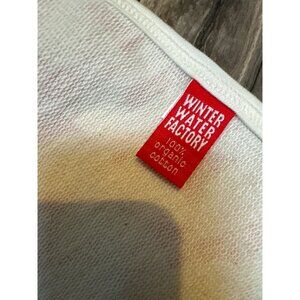 WINTER
WATER
FACTORY
100%
organic
cotton